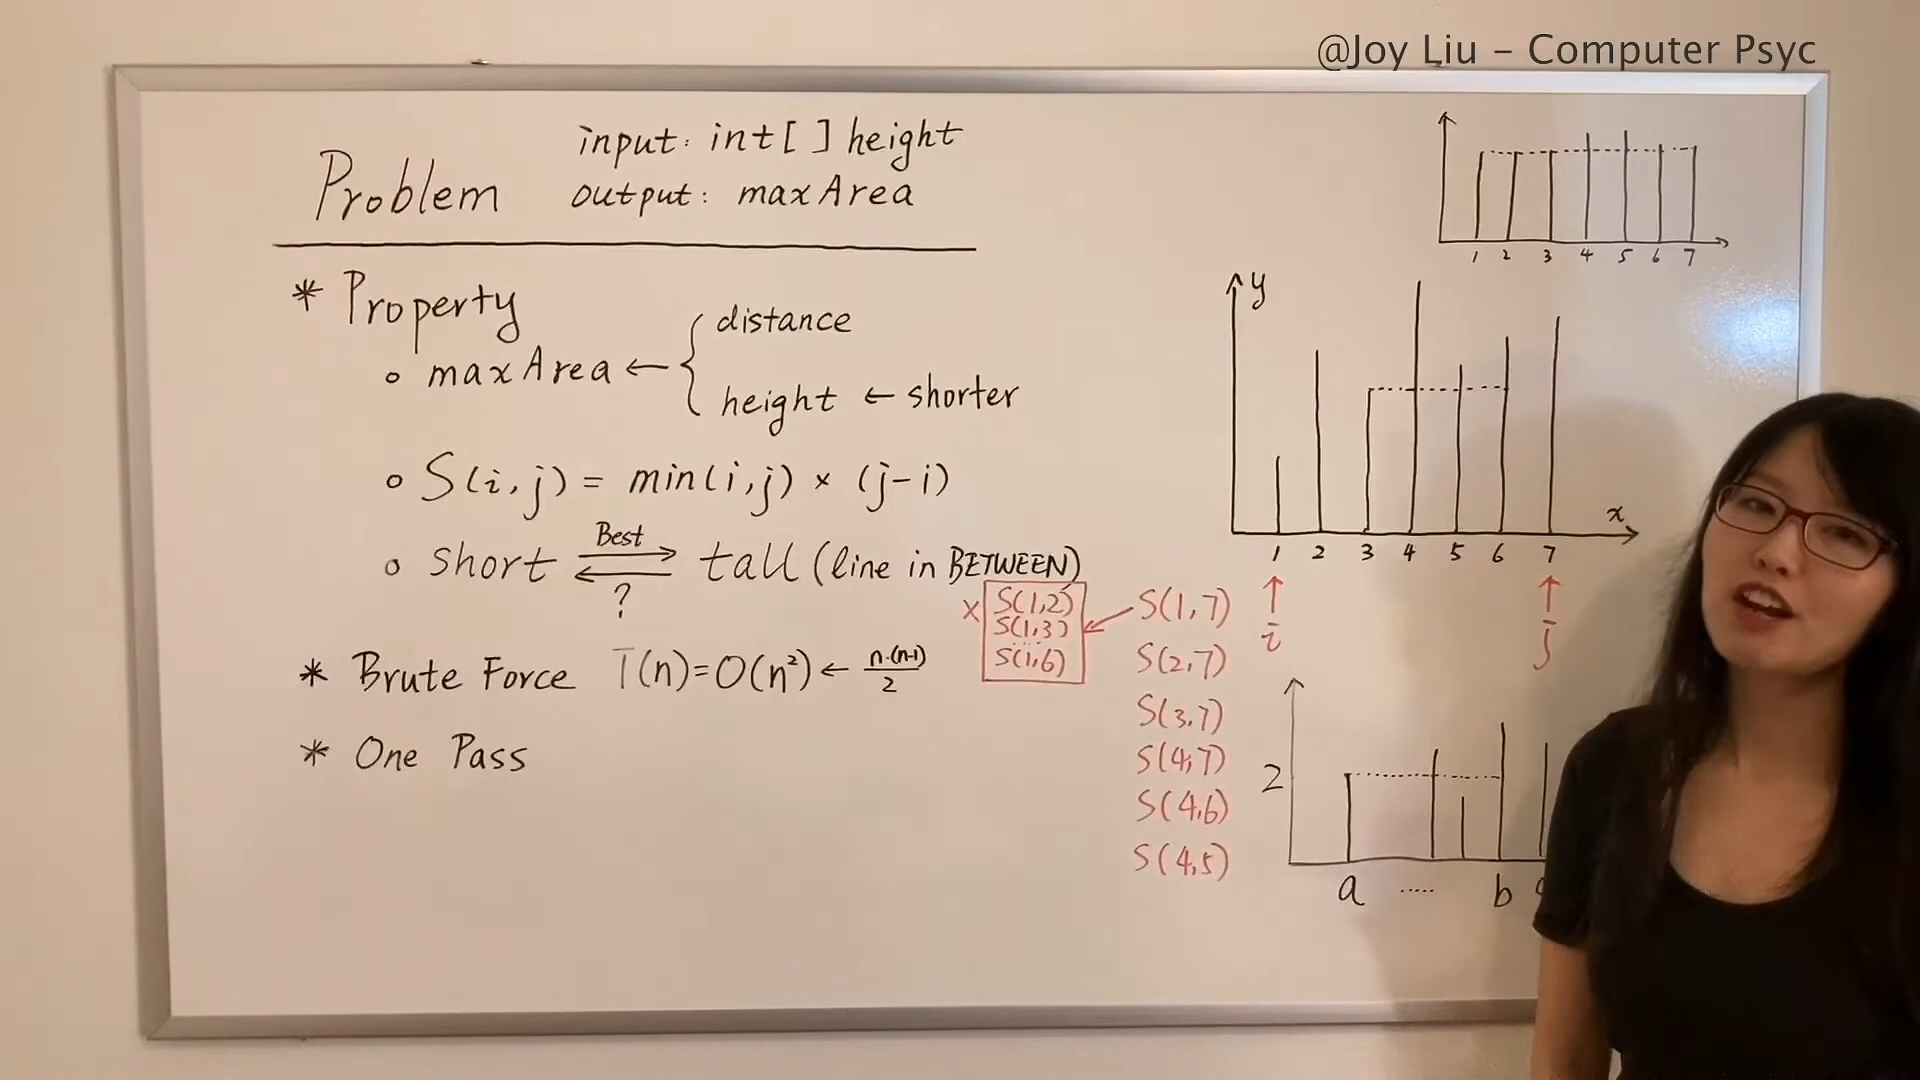 @Joy Liu – Computer Psyc
Problem
input: int[ ] height
output: maxArea
* Property
distance
◦ maxArea ←
height ← shorter
◦ S(i,j) = min(i,j) × (j-i)
Best
◦ short ⇄ tall (line in BETWEEN)
?
* Brute Force T(n)=O(n²) ← n·(n-1)/2
* One Pass
× S(1,2)
S(1,3)
...
S(1,6)
S(1,7)
S(2,7)
S(3,7)
S(4,7)
S(4,6)
S(4,5)
1 2 3 4 5 6 7
y
x
1 2 3 4 5 6 7
i j
2
a ..... b